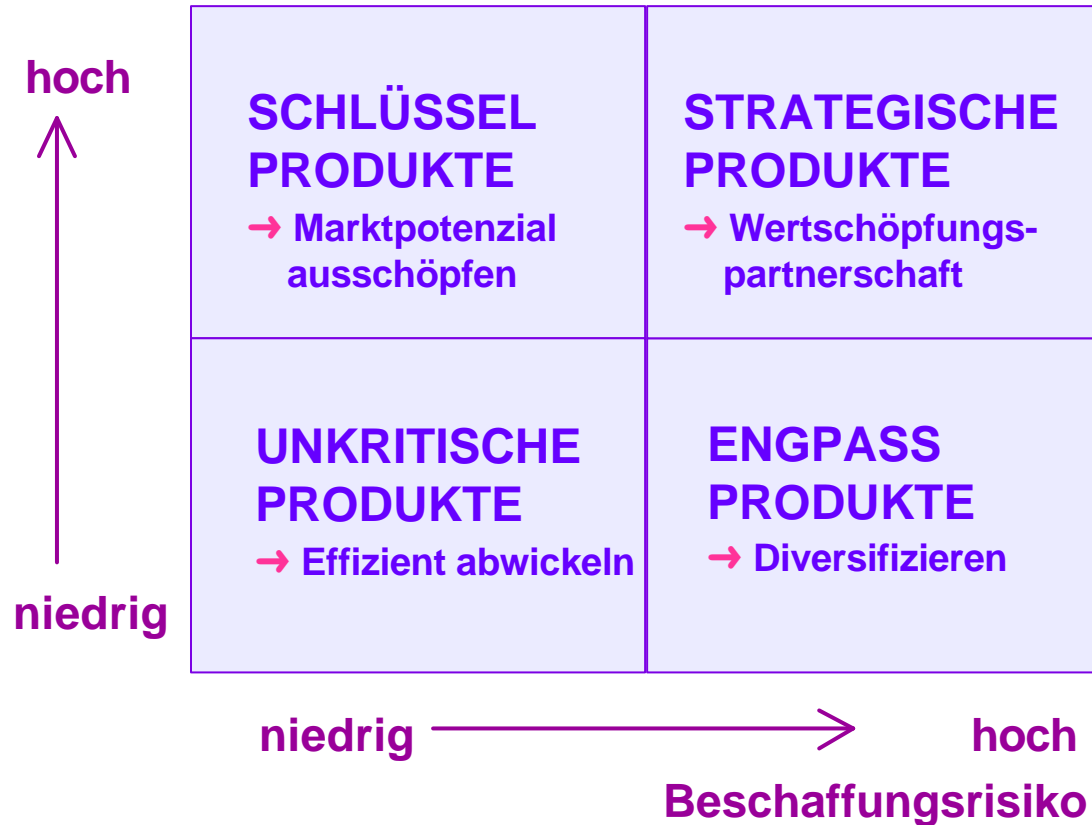 hoch
SCHLÜSSEL
PRODUKTE
→ Marktpotenzial
ausschöpfen
STRATEGISCHE
PRODUKTE
→ Wertschöpfungs-
partnerschaft
UNKRITISCHE
PRODUKTE
→ Effizient abwickeln
ENGPASS
PRODUKTE
→ Diversifizieren
niedrig
niedrig
hoch
Beschaffungsrisiko